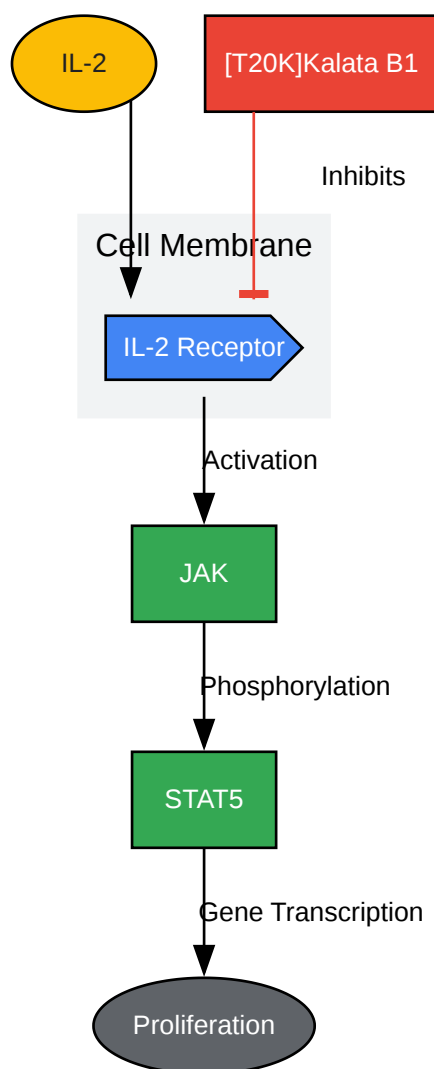 IL-2
[T20K]Kalata B1
Inhibits
Cell Membrane
IL-2 Receptor
Activation
JAK
Phosphorylation
STAT5
Gene Transcription
Proliferation